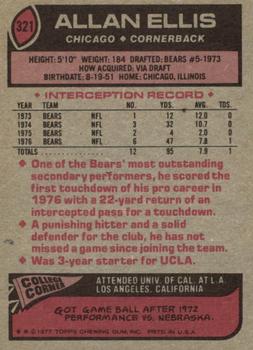 321
ALLAN ELLIS
CHICAGO • CORNERBACK
HEIGHT: 5'10" WEIGHT: 184 DRAFTED: BEARS #5-1973
HOW ACQUIRED: VIA DRAFT
BIRTHDATE: 8-19-51 HOME: CHICAGO, ILLINOIS
• INTERCEPTION RECORD •
YEAR TEAM NO. YDS. AVG. TDS.
1973 BEARS NFL 1 12 12.0 0
1974 BEARS NFL 3 32 10.7 0
1975 BEARS NFL 2 4 2.0 0
1976 BEARS NFL 6 47 7.8 1
TOTALS 12 95 7.9 1
• One of the Bears' most outstanding
secondary performers, he scored the
first touchdown of his pro career in
1976 with a 22-yard return of an
intercepted pass for a touchdown.
• A punishing hitter and a solid
defender for the club, he has
not missed a game since joining the team.
• Was 3-year starter for UCLA.
COLLEGE CORNER
ATTENDED UNIV. OF CAL. AT L.A.
LOS ANGELES, CALIFORNIA
GOT GAME BALL AFTER 1972
PERFORMANCE VS. NEBRASKA.
© 1977 TOPPS CHEWING GUM, INC. PRTD. IN U.S.A.